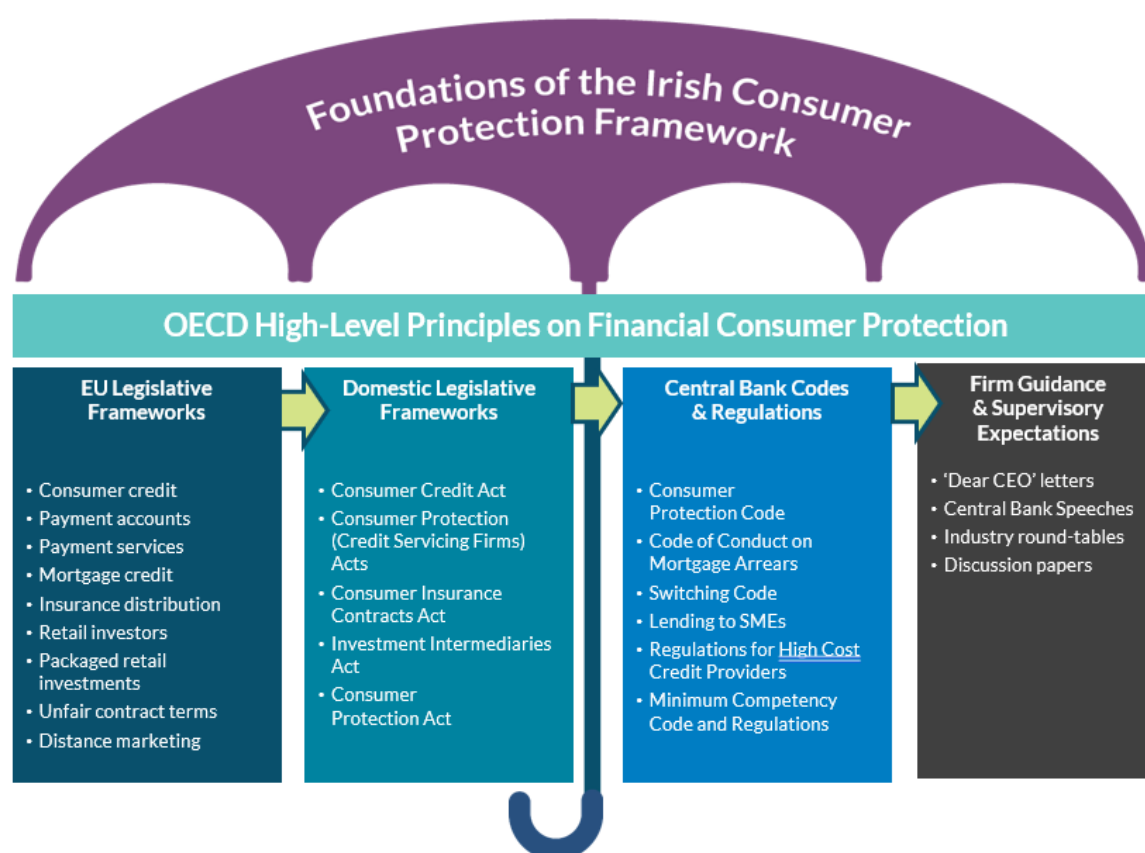 Foundations of the Irish Consumer
Protection Framework
OECD High-Level Principles on Financial Consumer Protection
EU Legislative
Frameworks
• Consumer credit
• Payment accounts
• Payment services
• Mortgage credit
• Insurance distribution
• Retail investors
• Packaged retail
investments
• Unfair contract terms
• Distance marketing
Domestic Legislative
Frameworks
• Consumer Credit Act
• Consumer Protection
(Credit Servicing Firms)
Acts
• Consumer Insurance
Contracts Act
• Investment Intermediaries
Act
• Consumer
Protection Act
Central Bank Codes
& Regulations
• Consumer
Protection Code
• Code of Conduct on
Mortgage Arrears
• Switching Code
• Lending to SMEs
• Regulations for High Cost
Credit Providers
• Minimum Competency
Code and Regulations
Firm Guidance
& Supervisory
Expectations
• ‘Dear CEO’ letters
• Central Bank Speeches
• Industry round-tables
• Discussion papers